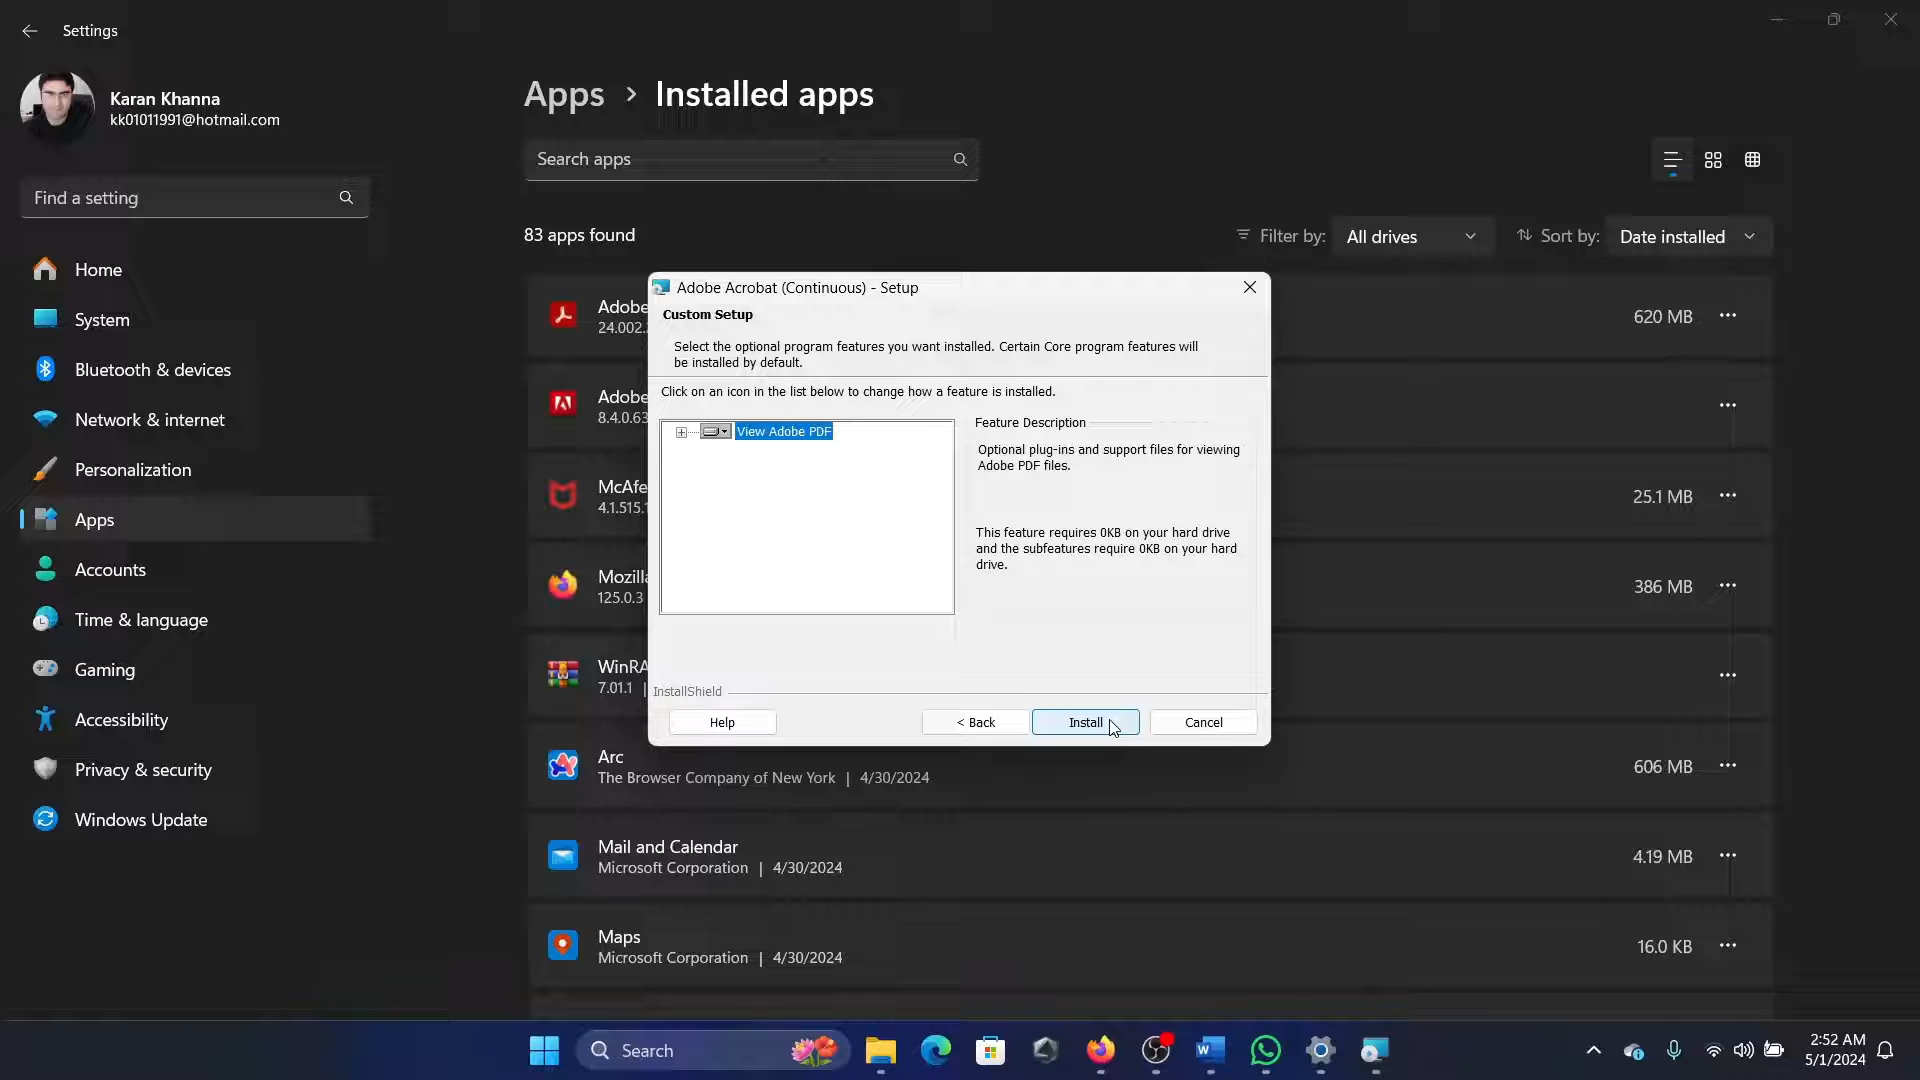 Settings
Karan Khanna
kk01011991@hotmail.com
Find a setting
Home
System
Bluetooth & devices
Network & internet
Personalization
Apps
Accounts
Time & language
Gaming
Accessibility
Privacy & security
Windows Update
Apps > Installed apps
Search apps
83 apps found
Filter by: All drives
Sort by: Date installed
Adobe
24.002.
620 MB
Adobe
8.4.0.63
McAfe
4.1.515.1
25.1 MB
Mozilla
125.0.3
386 MB
WinRA
7.01.1 |
Arc
The Browser Company of New York | 4/30/2024
606 MB
Mail and Calendar
Microsoft Corporation | 4/30/2024
4.19 MB
Maps
Microsoft Corporation | 4/30/2024
16.0 KB
Adobe Acrobat (Continuous) - Setup
Custom Setup
Select the optional program features you want installed. Certain Core program features will
be installed by default.
Click on an icon in the list below to change how a feature is installed.
View Adobe PDF
Feature Description
Optional plug-ins and support files for viewing
Adobe PDF files.
This feature requires 0KB on your hard drive
and the subfeatures require 0KB on your hard
drive.
InstallShield
Help
< Back
Install
Cancel
Search
2:52 AM
5/1/2024